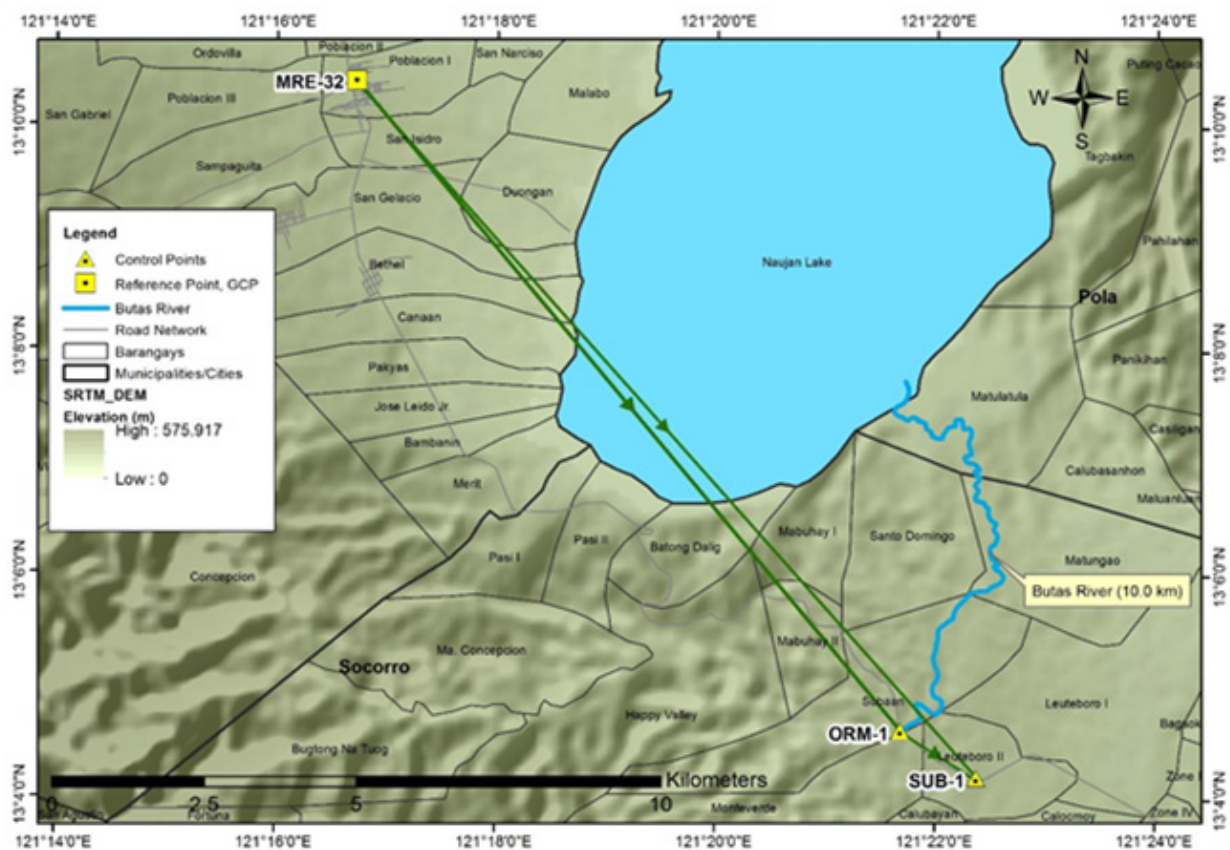 121°14'0"E 121°16'0"E 121°18'0"E 121°20'0"E 121°22'0"E 121°24'0"E
Ordovilla
Poblacion II
Poblacion I
San Narciso
Puting Cacao
N
MRE-32
W E
S
Malabo
Poblacion III
San Gabriel
13°10'0"N
13°10'0"N
San Isidro
Tagbakin
Sampaguita
Duongan
San Gelacio
Pahilahan
Legend
Control Points
Reference Point, GCP
Butas River
Road Network
Barangays
Municipalities/Cities
SRTM_DEM
Elevation (m)
High : 575.917
Low : 0
Bethel
Naujan Lake
Pola
Canaan
13°8'0"N
13°8'0"N
Panikihan
Pakyas
Matulatula
Jose Leido Jr.
Casiligan
Bambanin
Calubasanhon
Merit
Maluanluan
Mabuhay I
Santo Domingo
Pasi I
Pasi II
Batong Dalig
Matungao
13°6'0"N
13°6'0"N
Concepcion
Butas River (10.0 km)
Mabuhay II
Ma. Concepcion
Socorro
Subaan
Leuteboro I
Happy Valley
Bagsok
ORM-1
Bugtong Na Tuog
Leuteboro II
SUB-1
Kilometers
0 2.5 5 10
Zone I
13°4'0"N
13°4'0"N
San Agustin
Fortuna
Monteverde
Calubayan
Calocmoy
Zone IV
121°14'0"E 121°16'0"E 121°18'0"E 121°20'0"E 121°22'0"E 121°24'0"E